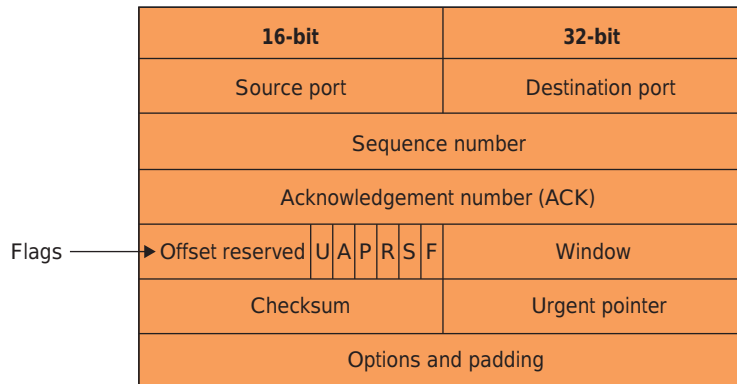 16-bit 32-bit
Source port Destination port
Sequence number
Acknowledgement number (ACK)
Flags Offset reserved U A P R S F Window
Checksum Urgent pointer
Options and padding